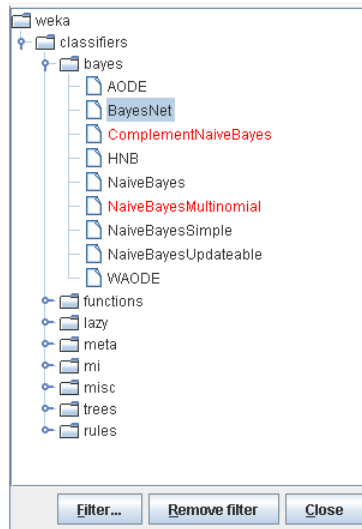 weka
classifiers
bayes
AODE
BayesNet
ComplementNaiveBayes
HNB
NaiveBayes
NaiveBayesMultinomial
NaiveBayesSimple
NaiveBayesUpdateable
WAODE
functions
lazy
meta
mi
misc
trees
rules
Filter... Remove filter Close